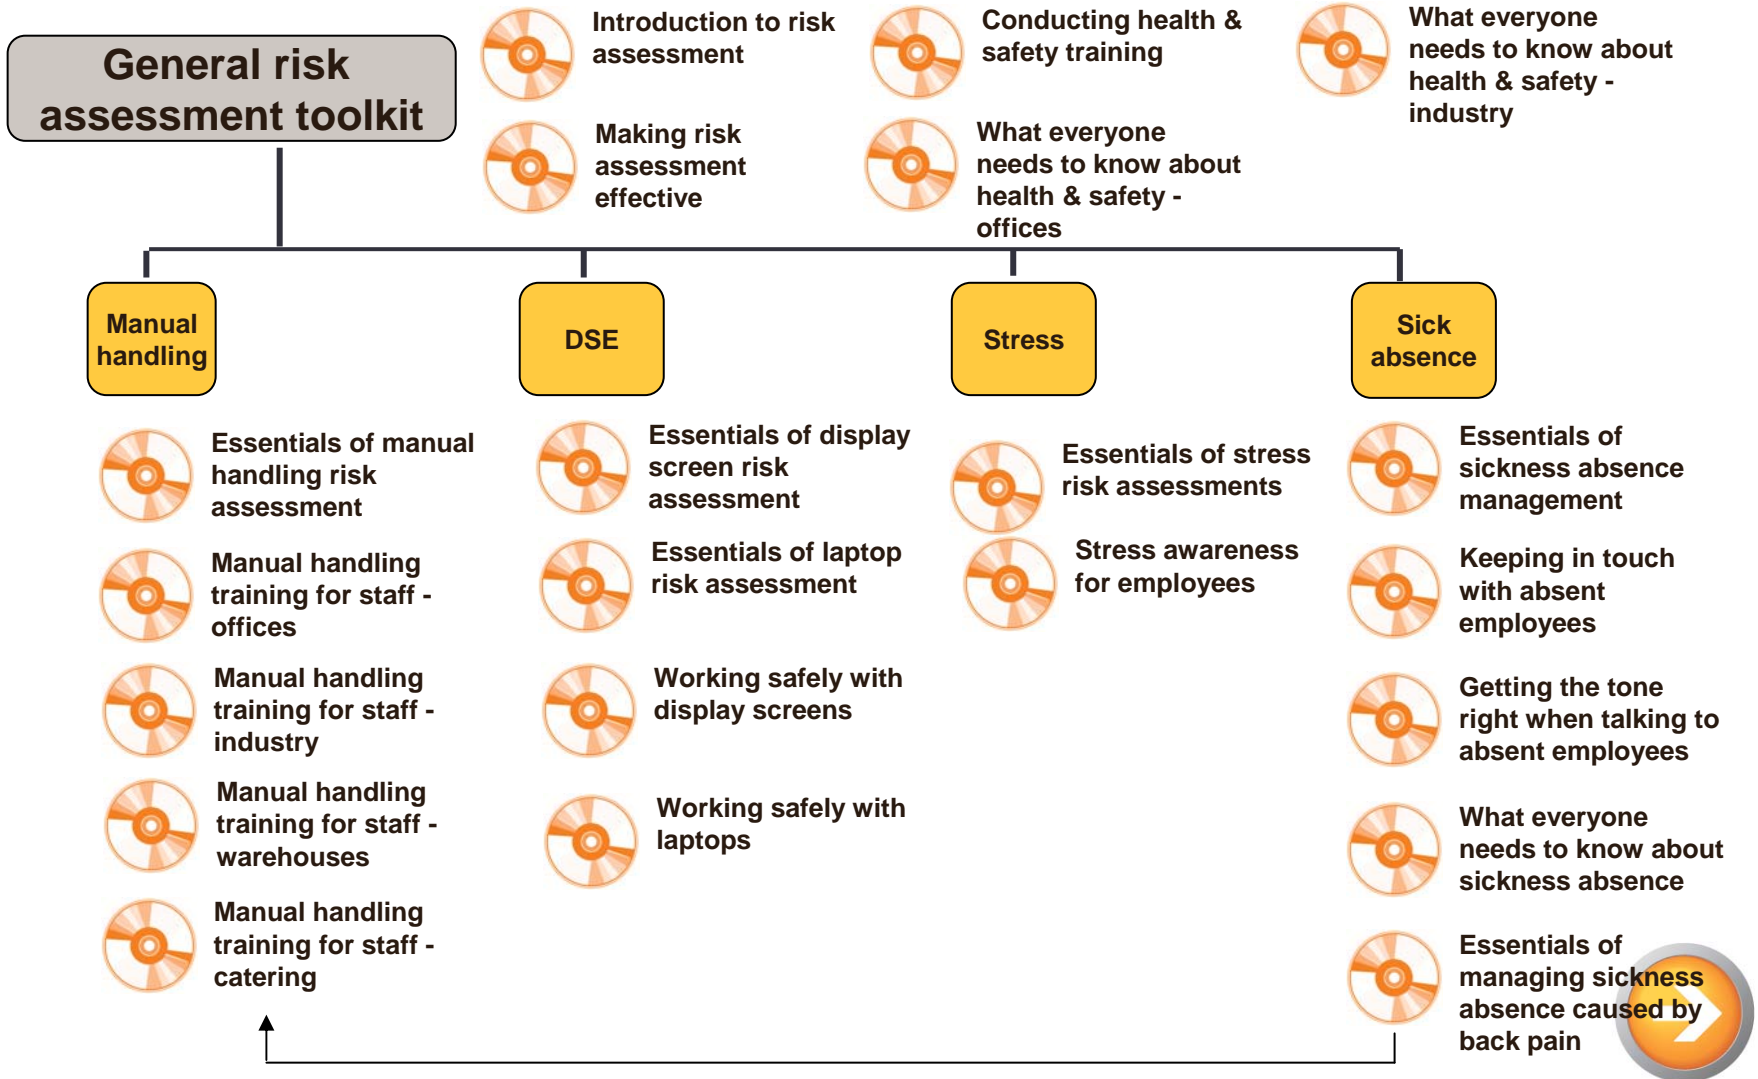 General risk
assessment toolkit
Introduction to risk
assessment
Making risk
assessment
effective
Conducting health &
safety training
What everyone
needs to know about
health & safety -
offices
What everyone
needs to know about
health & safety -
industry
Manual
handling
DSE
Stress
Sick
absence
Essentials of manual
handling risk
assessment
Manual handling
training for staff -
offices
Manual handling
training for staff -
industry
Manual handling
training for staff -
warehouses
Manual handling
training for staff -
catering
Essentials of display
screen risk
assessment
Essentials of laptop
risk assessment
Working safely with
display screens
Working safely with
laptops
Essentials of stress
risk assessments
Stress awareness
for employees
Essentials of
sickness absence
management
Keeping in touch
with absent
employees
Getting the tone
right when talking to
absent employees
What everyone
needs to know about
sickness absence
Essentials of
managing sickness
absence caused by
back pain